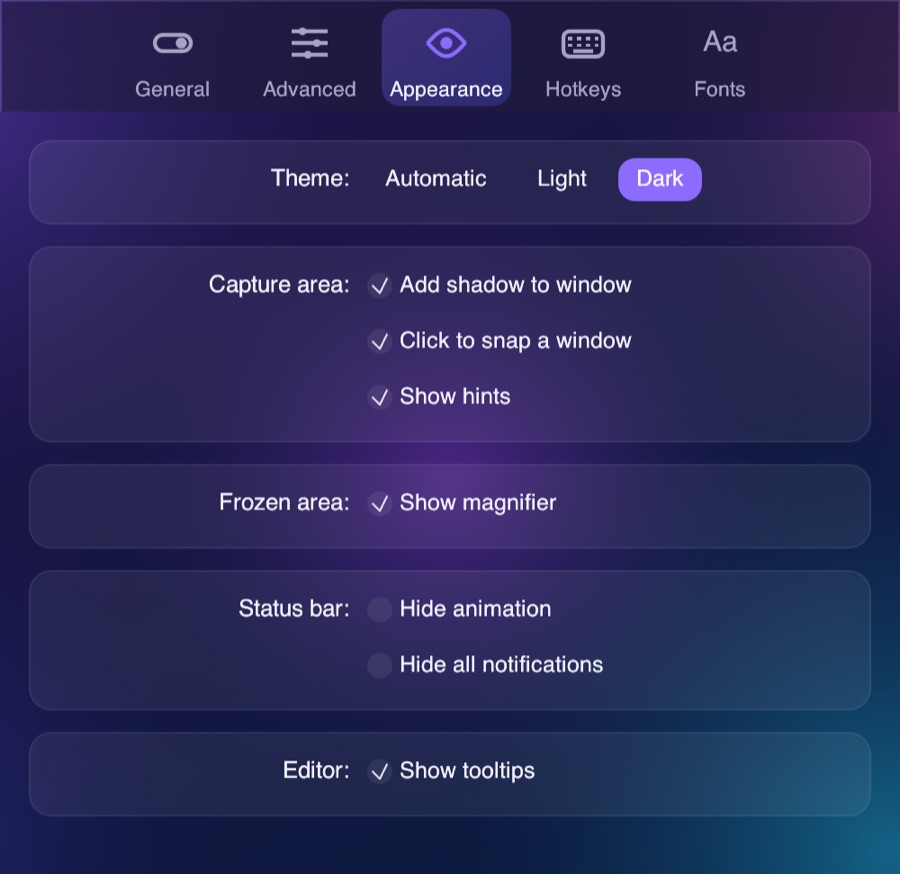 Aa
General Advanced Appearance Hotkeys Fonts
Theme: Automatic Light Dark
Capture area: Add shadow to window
Click to snap a window
Show hints
Frozen area: Show magnifier
Status bar: Hide animation
Hide all notifications
Editor: Show tooltips